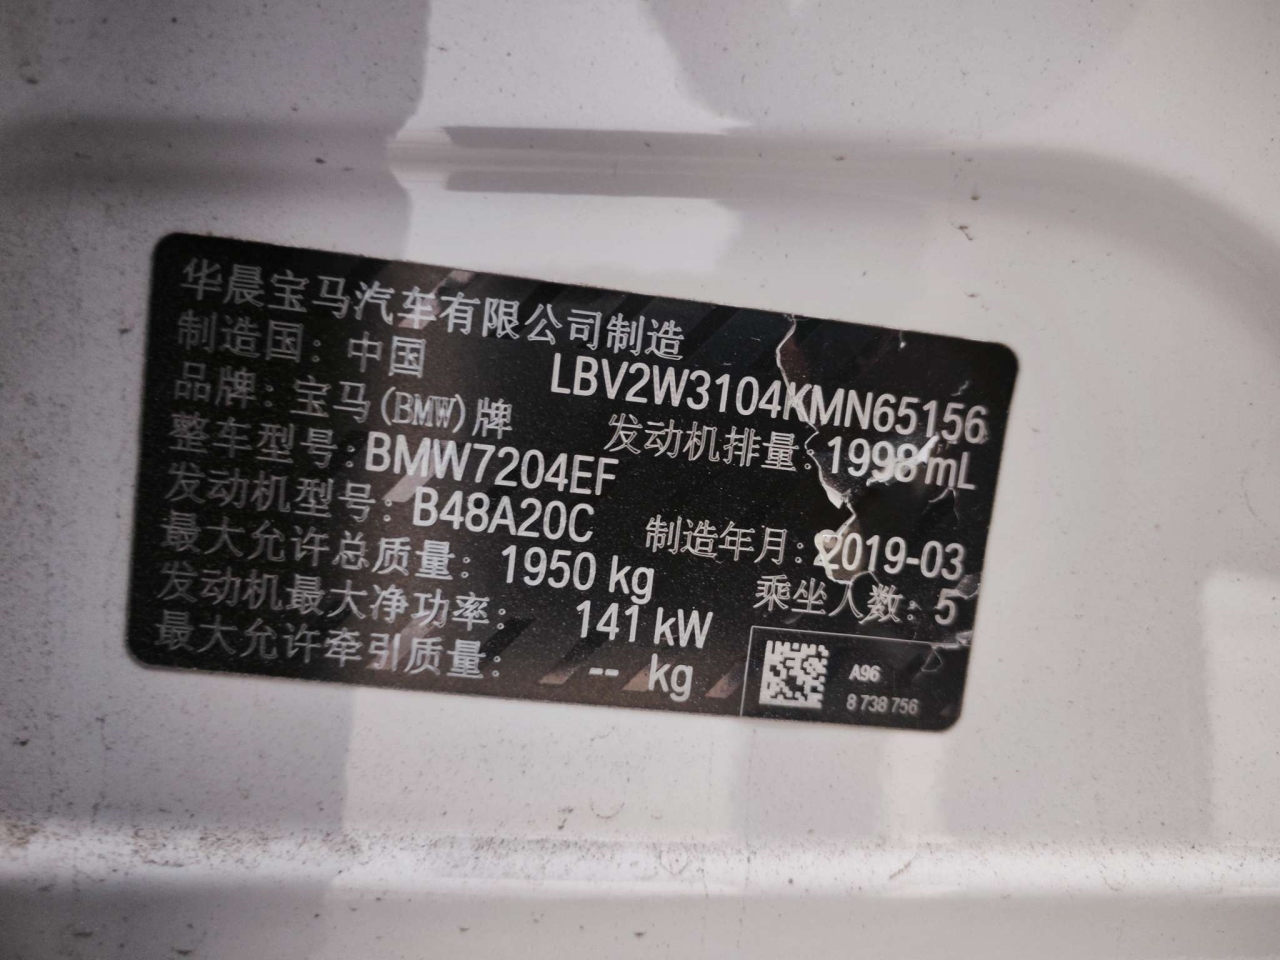 华晨宝马汽车有限公司制造
制造国：中国
LBV2W3104KMN65156
品牌：宝马(BMW)牌
发动机排量：1998 mL
整车型号：BMW7204EF
发动机型号：B48A20C
制造年月：2019-03
最大允许总质量：1950 kg
乘坐人数：5
发动机最大净功率：141 kW
最大允许牵引质量：-- kg
A96
8 738 756